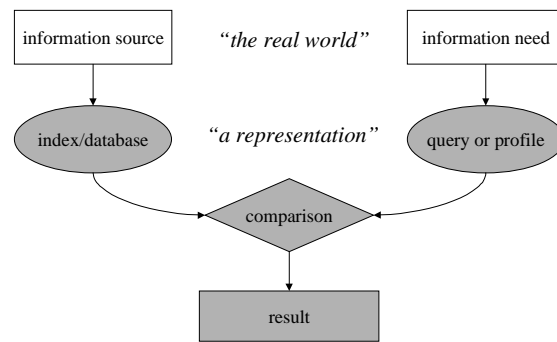 information source
“the real world”
information need
index/database
“a representation”
query or profile
comparison
result